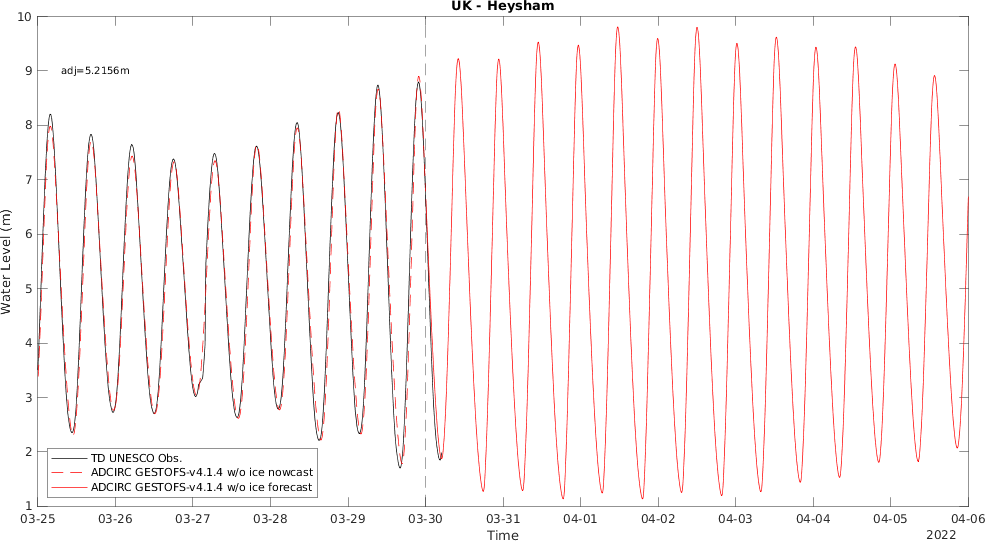 UK - Heysham
10
9
8
7
6
5
4
3
2
1
Water Level (m)
adj=5.2156m
TD UNESCO Obs.
ADCIRC GESTOFS-v4.1.4 w/o ice nowcast
ADCIRC GESTOFS-v4.1.4 w/o ice forecast
03-25 03-26 03-27 03-28 03-29 03-30 03-31 04-01 04-02 04-03 04-04 04-05 04-06
Time
2022